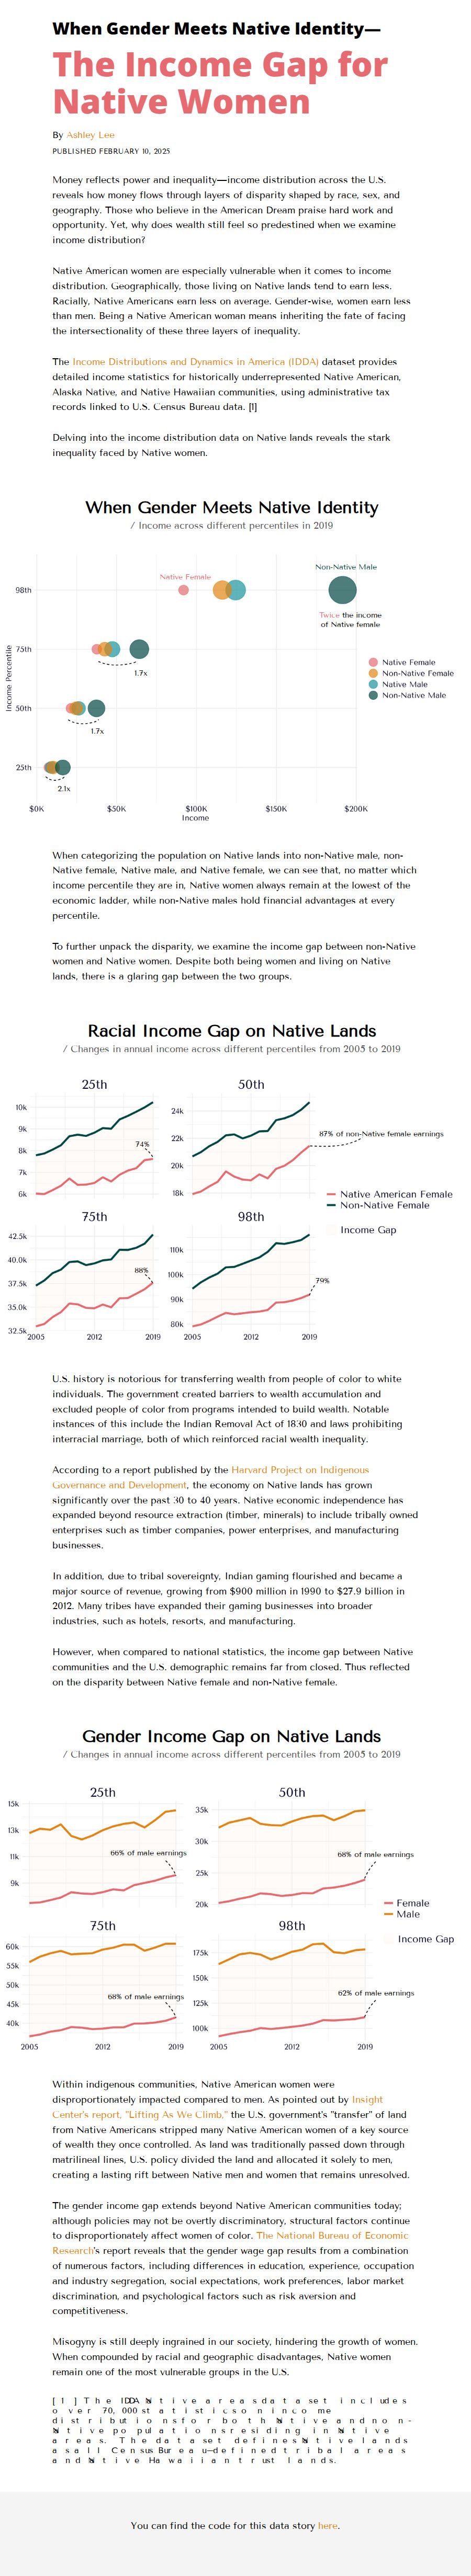 When Gender Meets Native Identity—
The Income Gap for
Native Women
By Ashley Lee
PUBLISHED FEBRUARY 10, 2025
Money reflects power and inequality—income distribution across the U.S.
reveals how money flows through layers of disparity shaped by race, sex, and
geography. Those who believe in the American Dream praise hard work and
opportunity. Yet, why does wealth still feel so predestined when we examine
income distribution?
Native American women are especially vulnerable when it comes to income
distribution. Geographically, those living on Native lands tend to earn less.
Racially, Native Americans earn less on average. Gender-wise, women earn less
than men. Being a Native American woman means inheriting the fate of facing
the intersectionality of these three layers of inequality.
The Income Distributions and Dynamics in America (IDDA) dataset provides
detailed income statistics for historically underrepresented Native American,
Alaska Native, and Native Hawaiian communities, using administrative tax
records linked to U.S. Census Bureau data. [1]
Delving into the income distribution data on Native lands reveals the stark
inequality faced by Native women.
When Gender Meets Native Identity
/ Income across different percentiles in 2019
Non-Native Male
Native Female
98th
Twice the income
of Native female
75th
1.7x
Native Female
Non-Native Female
Native Male
Non-Native Male
Income Percentile
50th
1.7x
25th
2.1x
$0K $50K $100K $150K $200K
Income
When categorizing the population on Native lands into non-Native male, non-
Native female, Native male, and Native female, we can see that, no matter which
income percentile they are in, Native women always remain at the lowest of the
economic ladder, while non-Native males hold financial advantages at every
percentile.
To further unpack the disparity, we examine the income gap between non-Native
women and Native women. Despite both being women and living on Native
lands, there is a glaring gap between the two groups.
Racial Income Gap on Native Lands
/ Changes in annual income across different percentiles from 2005 to 2019
25th 50th
10k
9k
8k
7k
6k
74%
24k
22k
20k
18k
87% of non-Native female earnings
Native American Female
Non-Native Female
Income Gap
75th 98th
42.5k
40.0k
37.5k
35.0k
32.5k
88%
110k
100k
90k
80k
79%
2005 2012 2019 2005 2012 2019
U.S. history is notorious for transferring wealth from people of color to white
individuals. The government created barriers to wealth accumulation and
excluded people of color from programs intended to build wealth. Notable
instances of this include the Indian Removal Act of 1830 and laws prohibiting
interracial marriage, both of which reinforced racial wealth inequality.
According to a report published by the Harvard Project on Indigenous
Governance and Development, the economy on Native lands has grown
significantly over the past 30 to 40 years. Native economic independence has
expanded beyond resource extraction (timber, minerals) to include tribally owned
enterprises such as timber companies, power enterprises, and manufacturing
businesses.
In addition, due to tribal sovereignty, Indian gaming flourished and became a
major source of revenue, growing from $900 million in 1990 to $27.9 billion in
2012. Many tribes have expanded their gaming businesses into broader
industries, such as hotels, resorts, and manufacturing.
However, when compared to national statistics, the income gap between Native
communities and the U.S. demographic remains far from closed. Thus reflected
on the disparity between Native female and non-Native female.
Gender Income Gap on Native Lands
/ Changes in annual income across different percentiles from 2005 to 2019
25th 50th
15k
13k
11k
9k
66% of male earnings
35k
30k
25k
20k
68% of male earnings
Female
Male
Income Gap
75th 98th
60k
55k
50k
45k
40k
68% of male earnings
175k
150k
125k
100k
62% of male earnings
2005 2012 2019 2005 2012 2019
Within indigenous communities, Native American women were
disproportionately impacted compared to men. As pointed out by Insight
Center's report, "Lifting As We Climb," the U.S. government's "transfer" of land
from Native Americans stripped many Native American women of a key source
of wealth they once controlled. As land was traditionally passed down through
matrilineal lines, U.S. policy divided the land and allocated it solely to men,
creating a lasting rift between Native men and women that remains unresolved.
The gender income gap extends beyond Native American communities today;
although policies may not be overtly discriminatory, structural factors continue
to disproportionately affect women of color. The National Bureau of Economic
Research's report reveals that the gender wage gap results from a combination
of numerous factors, including differences in education, experience, occupation
and industry segregation, social expectations, work preferences, labor market
discrimination, and psychological factors such as risk aversion and
competitiveness.
Misogyny is still deeply ingrained in our society, hindering the growth of women.
When compounded by racial and geographic disadvantages, Native women
remain one of the most vulnerable groups in the U.S.
[1] The IDDA Native areas data set includes
over 70,000 statistics on income
distributions for both Native and non-
Native populations residing in Native
areas. The data set defines Native lands
as all Census Bureau-defined tribal areas
and Native Hawaiian trust lands.
You can find the code for this data story here.